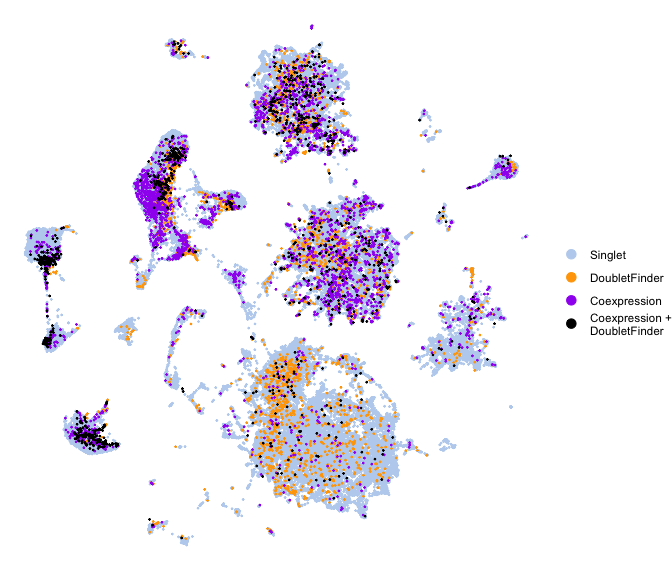 Singlet
DoubletFinder
Coexpression
Coexpression +
DoubletFinder